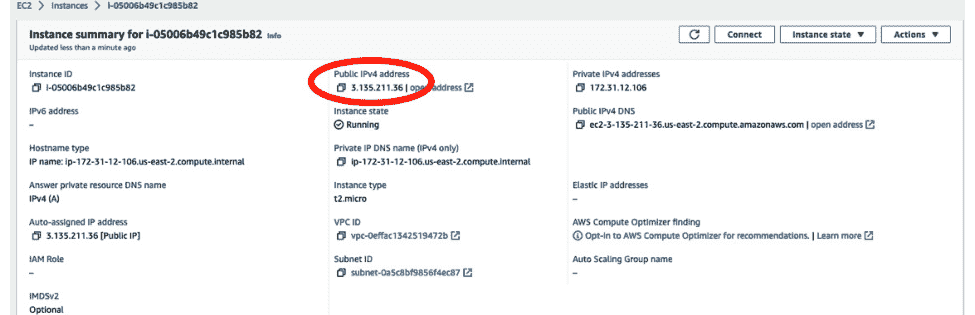 EC2 > Instances > i-05006b49c1c985b82
Instance summary for i-05006b49c1c985b82 Info
Updated less than a minute ago
Connect
Instance state
Actions
Instance ID
i-05006b49c1c985b82
Public IPv4 address
3.135.211.36 | open address
Private IPv4 addresses
172.31.12.106
IPv6 address
–
Instance state
Running
Public IPv4 DNS
ec2-3-135-211-36.us-east-2.compute.amazonaws.com | open address
Hostname type
IP name: ip-172-31-12-106.us-east-2.compute.internal
Private IP DNS name (IPv4 only)
ip-172-31-12-106.us-east-2.compute.internal
Answer private resource DNS name
IPv4 (A)
Instance type
t2.micro
Elastic IP addresses
–
Auto-assigned IP address
3.135.211.36 [Public IP]
VPC ID
vpc-0effac1342519472b
AWS Compute Optimizer finding
Opt-in to AWS Compute Optimizer for recommendations. | Learn more
IAM Role
–
Subnet ID
subnet-0a5c8bf9856f4ec87
Auto Scaling Group name
–
IMDSv2
Optional